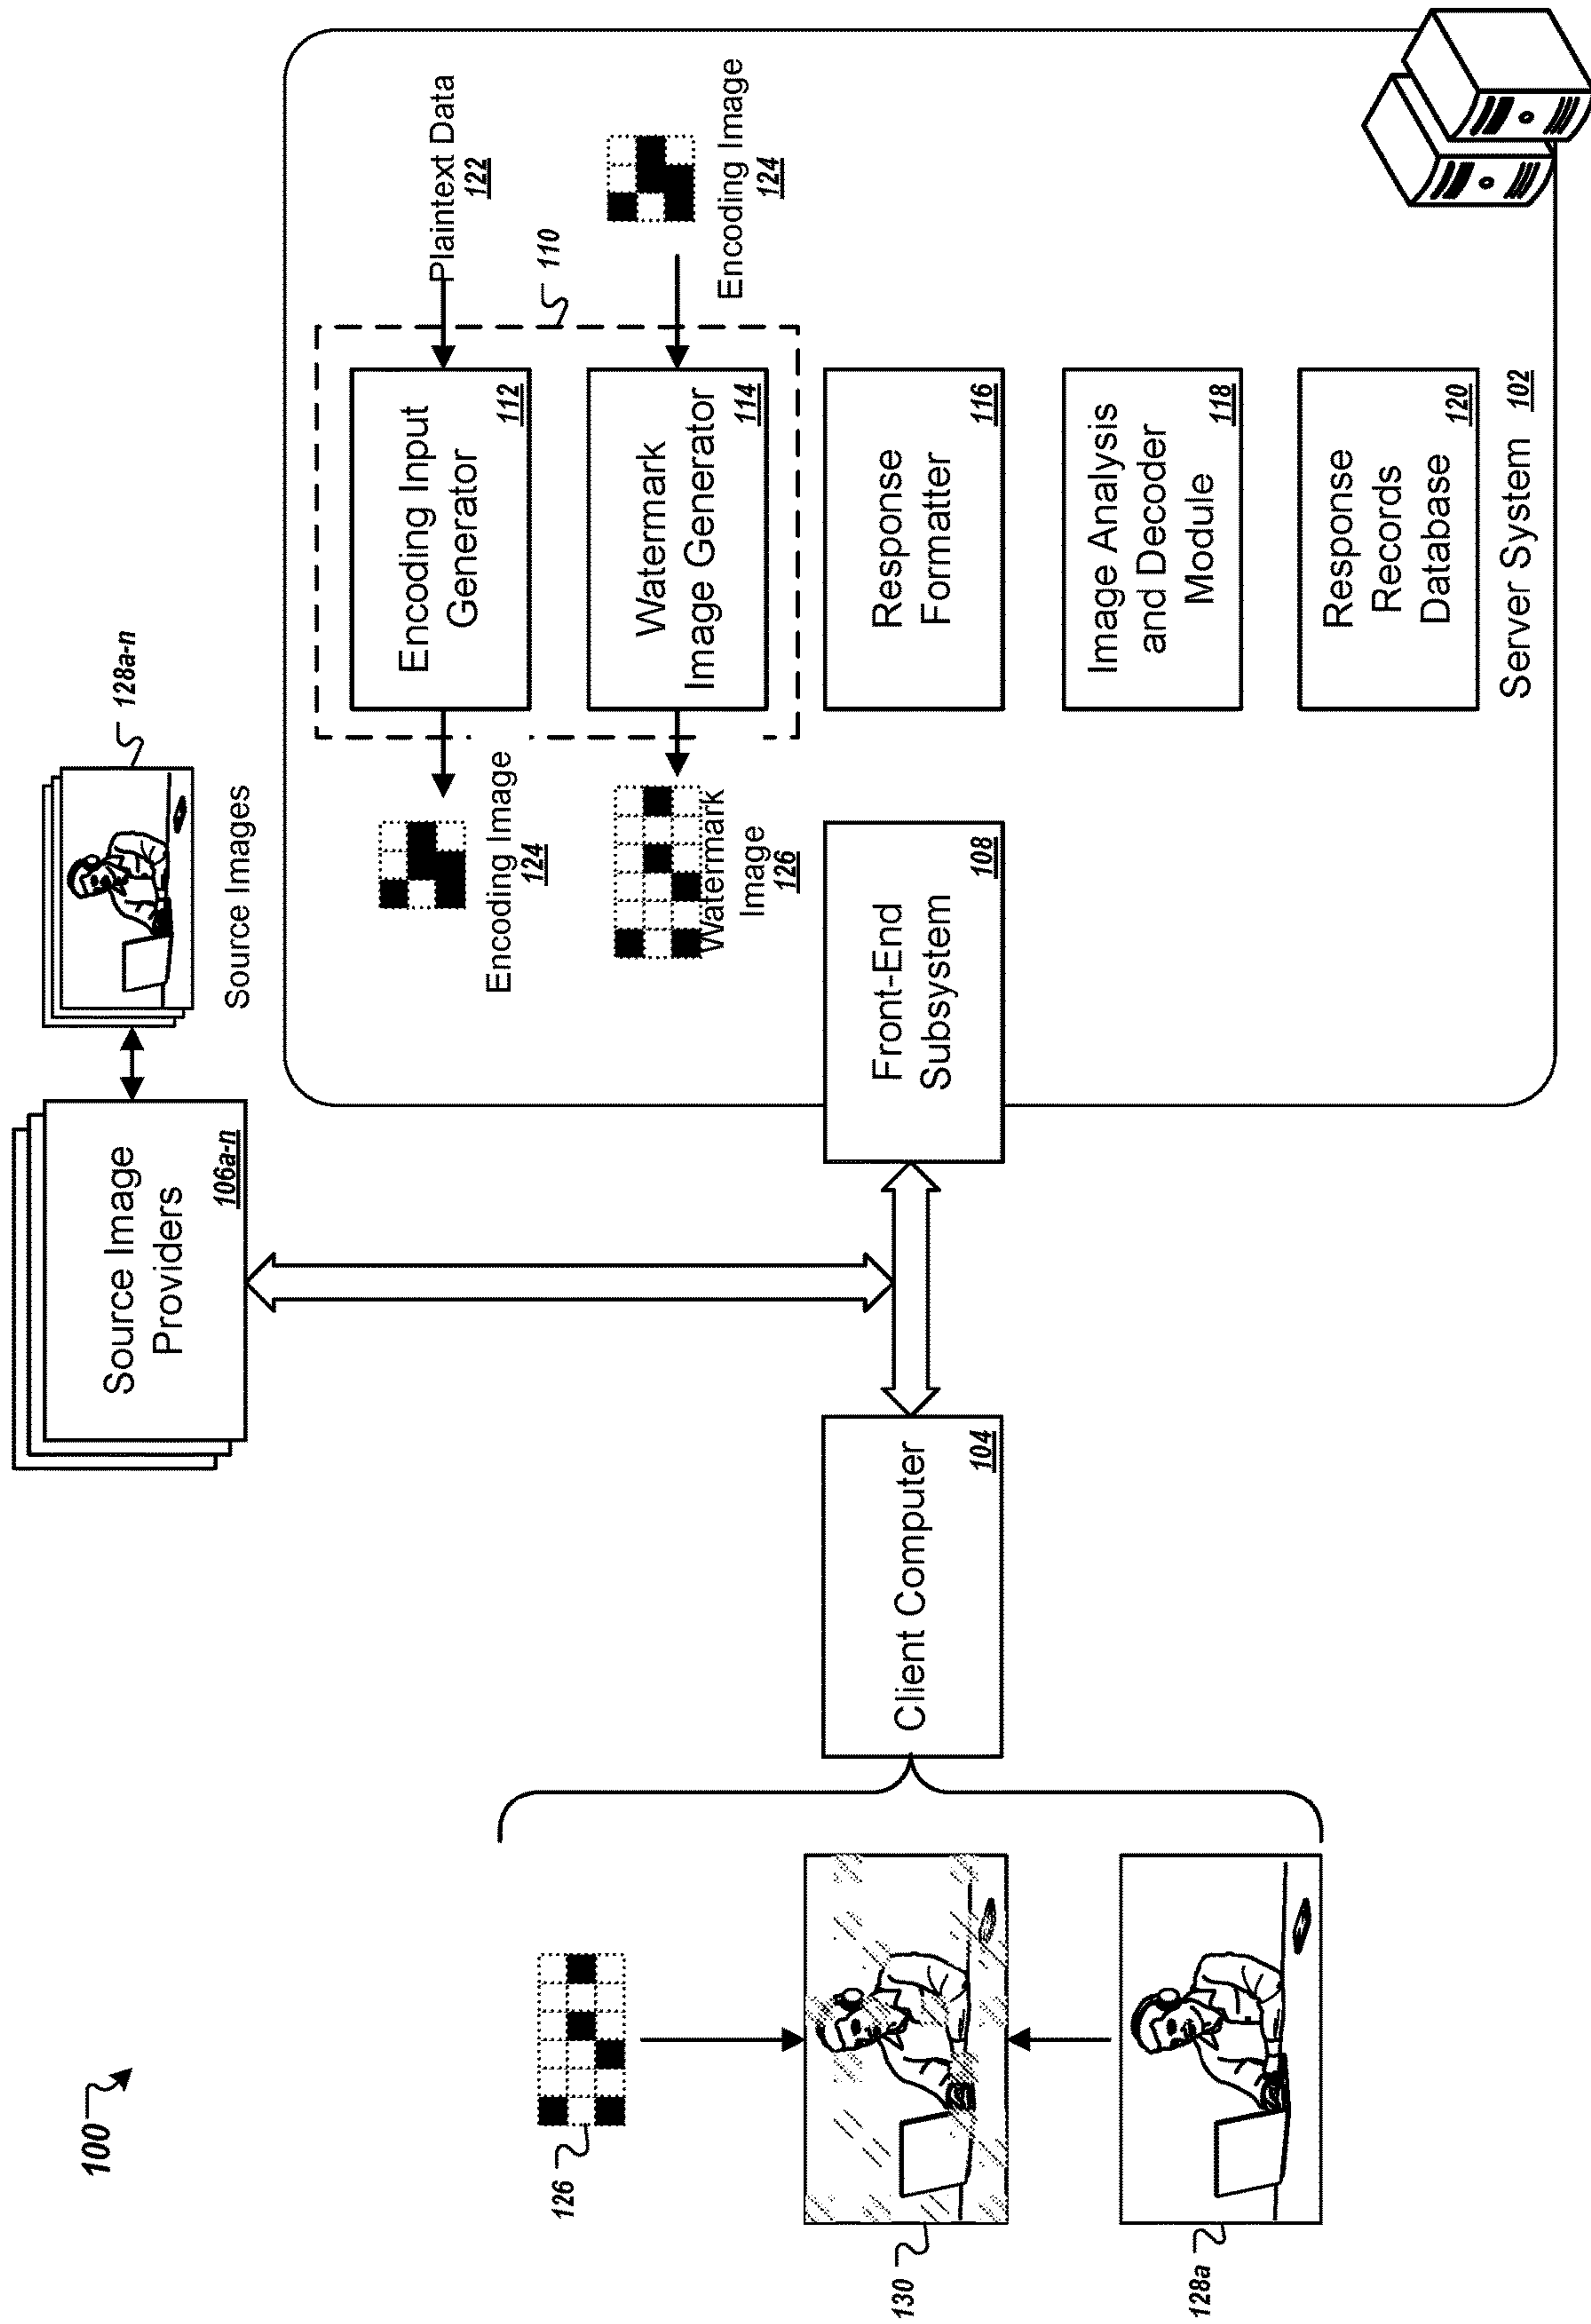 100
Source Image
Providers
106a-n
128a-n
Source Images
Plaintext Data
122
110
Encoding Input
Generator
112
Encoding Image
124
Encoding Image
124
Watermark
Image Generator
114
Watermark
Image
126
126
130
128a
Client Computer
104
Front-End
Subsystem
108
Response
Formatter
116
Image Analysis
and Decoder
Module
118
Response
Records
Database
120
Server System 102